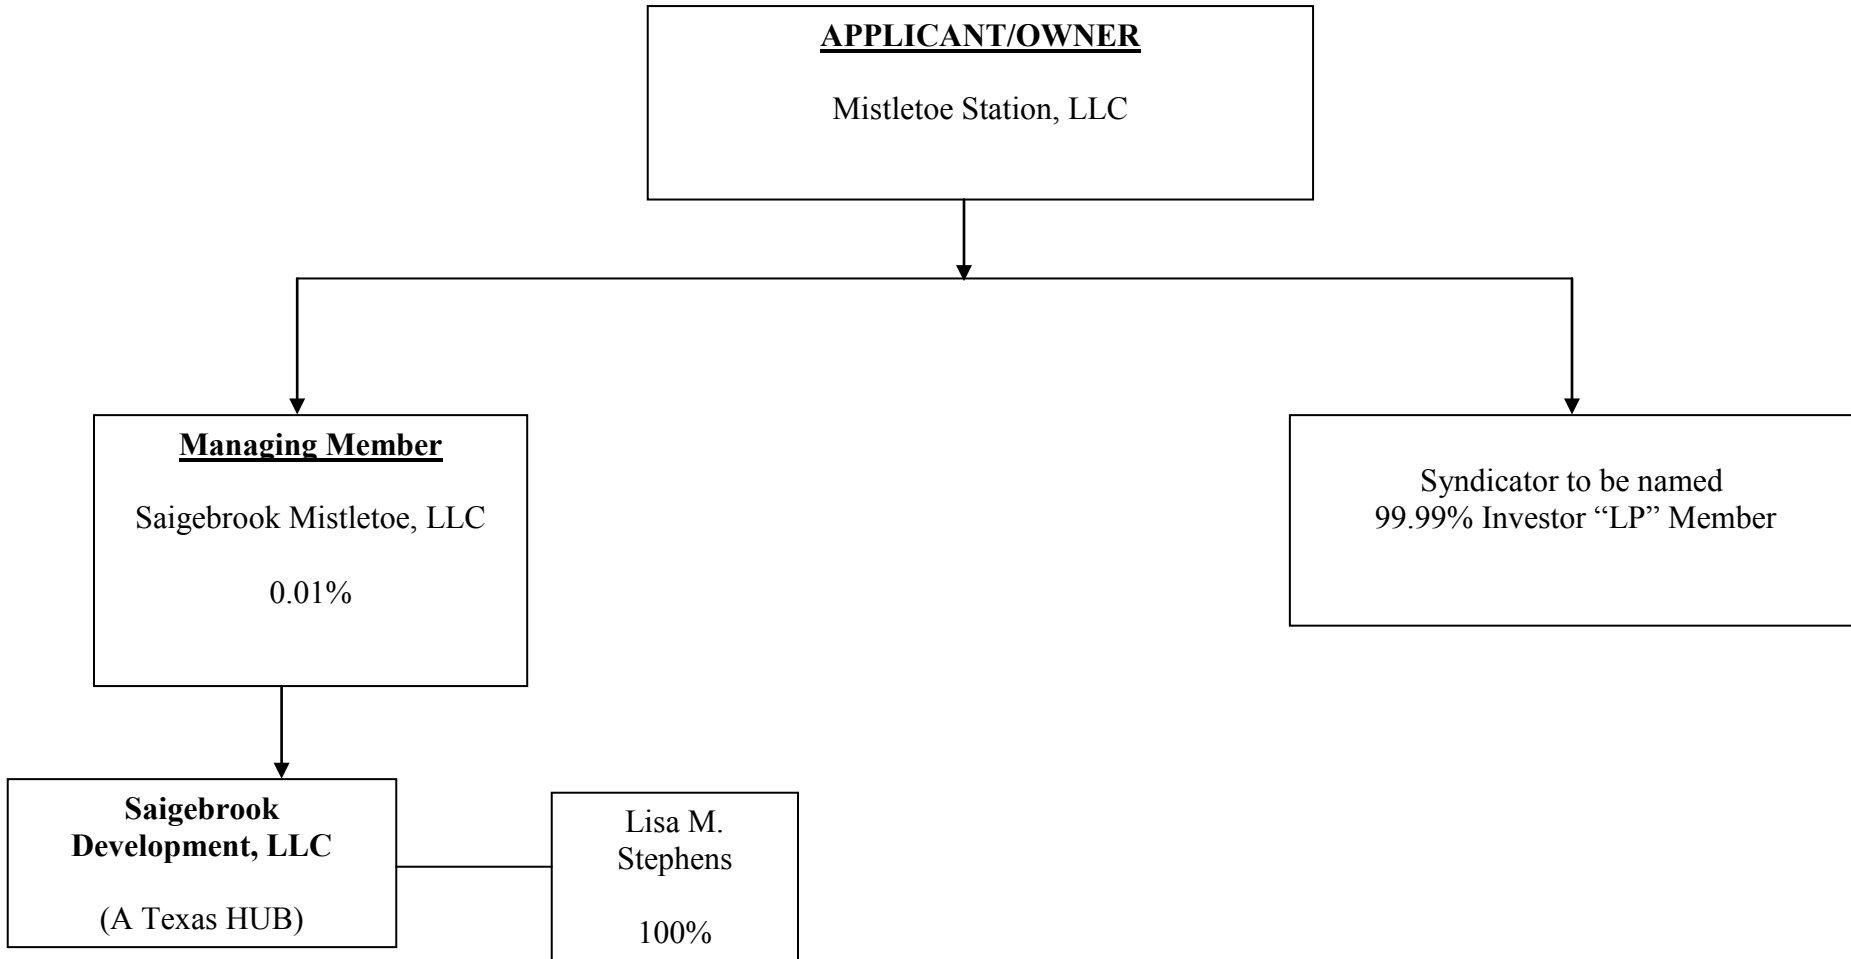 APPLICANT/OWNER
Mistletoe Station, LLC
Managing Member
Saigebrook Mistletoe, LLC
0.01%
Syndicator to be named
99.99% Investor “LP” Member
Saigebrook
Development, LLC
(A Texas HUB)
Lisa M.
Stephens
100%